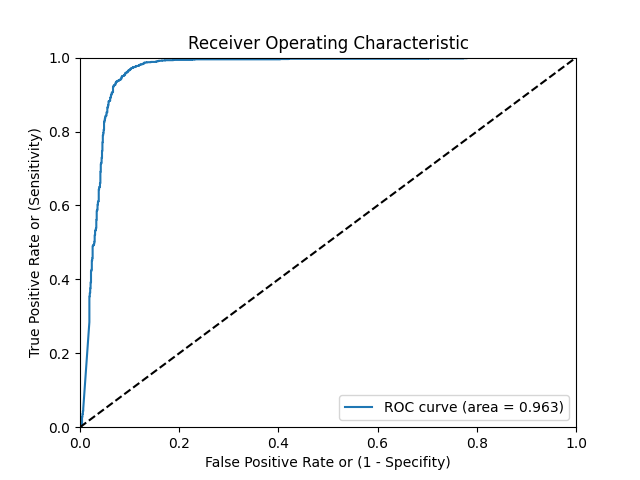 Receiver Operating Characteristic
1.0
0.8
0.6
0.4
0.2
0.0
True Positive Rate or (Sensitivity)
ROC curve (area = 0.963)
0.0 0.2 0.4 0.6 0.8 1.0
False Positive Rate or (1 - Specifity)